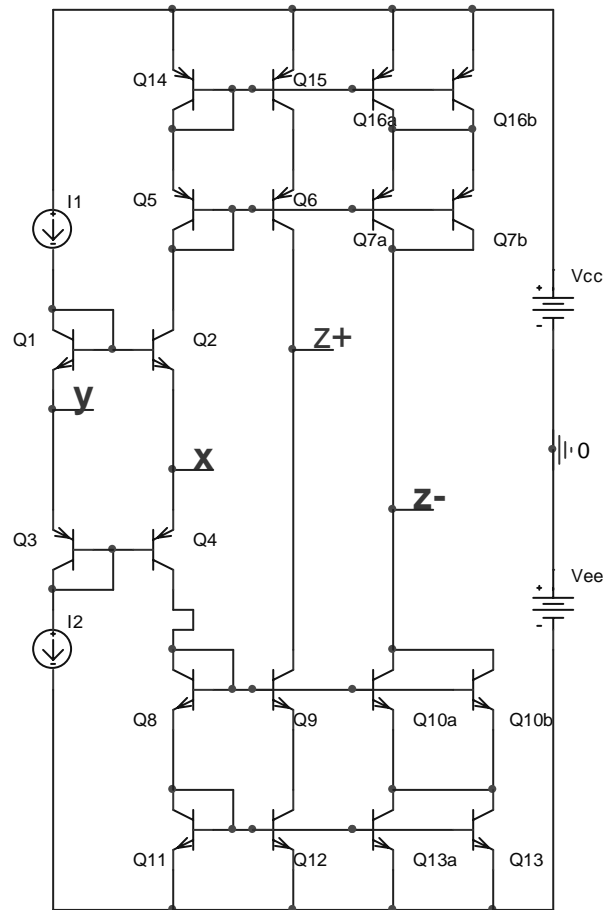 Q14
Q15
Q16a
Q16b
Q5
Q6
Q7a
Q7b
I1
+
-
Vcc
+
-
Q1
Q2
z+
y
0
x
z-
Q3
Q4
Vee
+
-
I2
+
-
Q8
Q9
Q10a
Q10b
Q11
Q12
Q13a
Q13